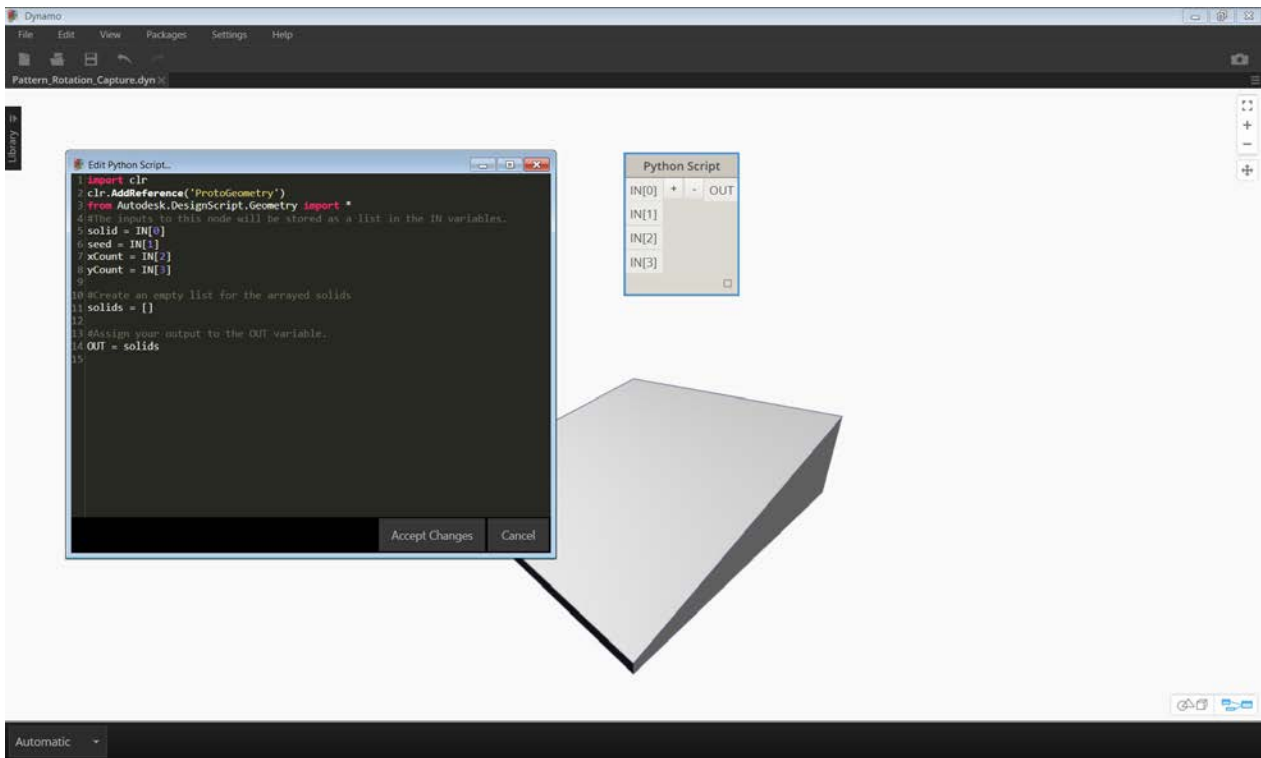 Dynamo
File Edit View Packages Settings Help
Pattern_Rotation_Capture.dyn
Library
Edit Python Script...
1 import clr
2 clr.AddReference('ProtoGeometry')
3 from Autodesk.DesignScript.Geometry import *
4 #The inputs to this node will be stored as a list in the IN variables.
5 solid = IN[0]
6 seed = IN[1]
7 xCount = IN[2]
8 yCount = IN[3]
9
10 #Create an empty list for the arrayed solids
11 solids = []
12
13 #Assign your output to the OUT variable.
14 OUT = solids
15
Accept Changes Cancel
Python Script
IN[0] + - OUT
IN[1]
IN[2]
IN[3]
Automatic